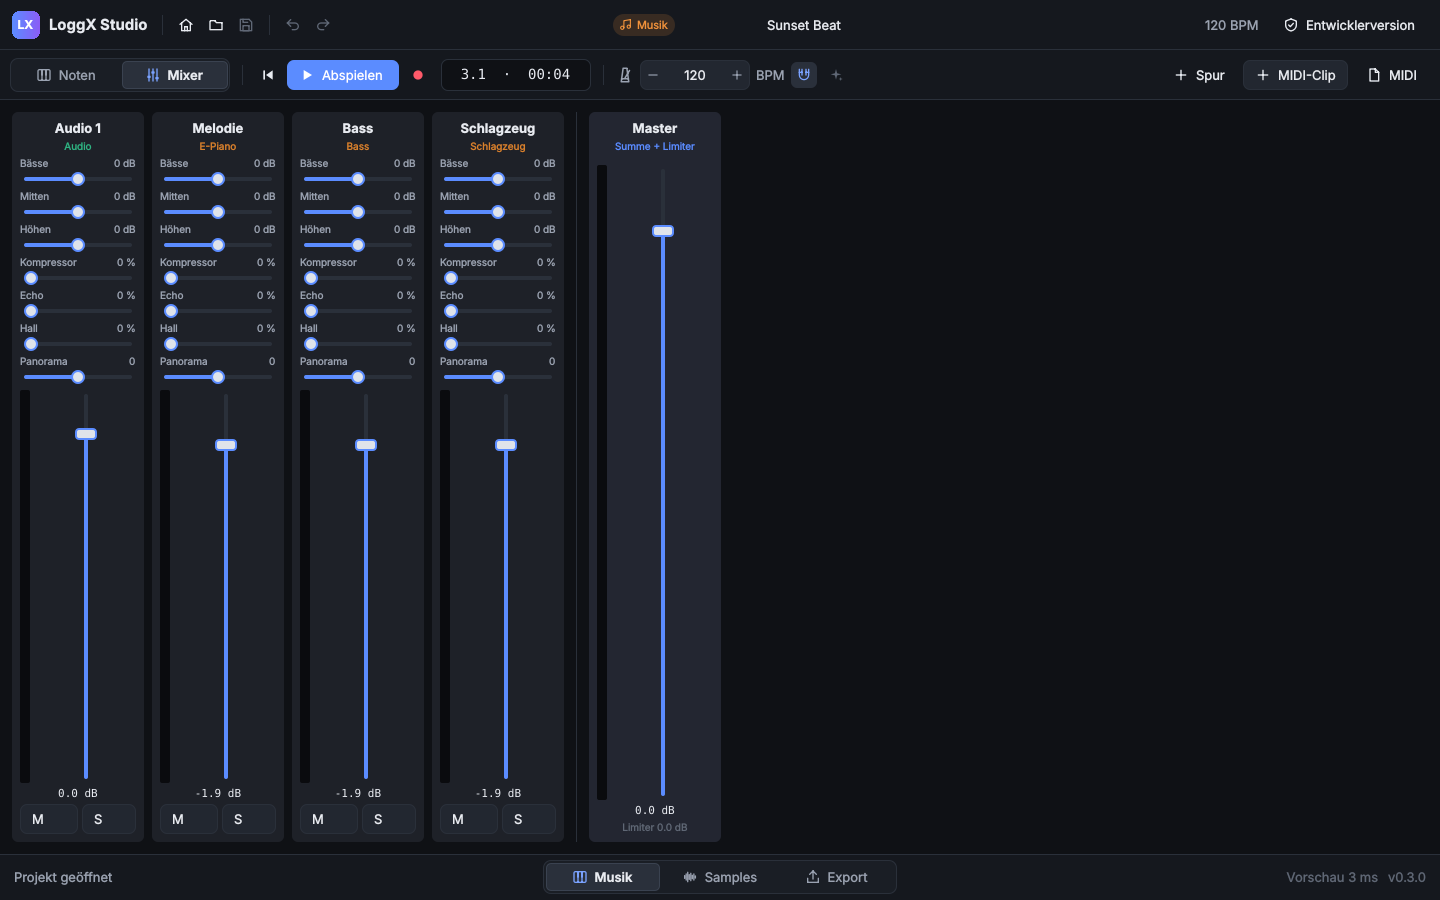 LX LoggX Studio Musik Sunset Beat 120 BPM Entwicklerversion
Noten Mixer Abspielen 3.1 · 00:04 120 BPM Spur MIDI-Clip MIDI
Audio 1 Melodie Bass Schlagzeug Master
Audio E-Piano Bass Schlagzeug Summe + Limiter
Bässe 0 dB Bässe 0 dB Bässe 0 dB Bässe 0 dB
Mitten 0 dB Mitten 0 dB Mitten 0 dB Mitten 0 dB
Höhen 0 dB Höhen 0 dB Höhen 0 dB Höhen 0 dB
Kompressor 0 % Kompressor 0 % Kompressor 0 % Kompressor 0 %
Echo 0 % Echo 0 % Echo 0 % Echo 0 %
Hall 0 % Hall 0 % Hall 0 % Hall 0 %
Panorama 0 Panorama 0 Panorama 0 Panorama 0
0.0 dB -1.9 dB -1.9 dB -1.9 dB 0.0 dB
M S M S M S M S Limiter 0.0 dB
Projekt geöffnet Musik Samples Export Vorschau 3 ms v0.3.0